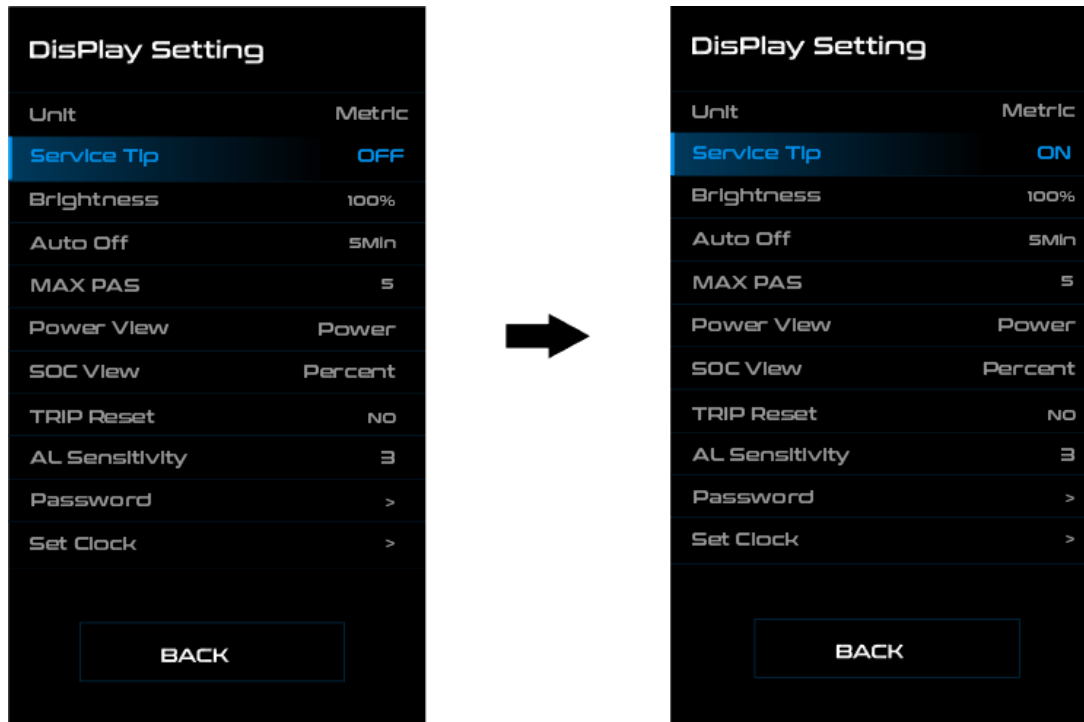 DisPlay Setting
Unit Metric
Service Tip OFF
Brightness 100%
Auto Off 5Min
MAX PAS 5
Power View Power
SOC View Percent
TRIP Reset NO
AL Sensitivity 3
Password >
Set Clock >
BACK
DisPlay Setting
Unit Metric
Service Tip ON
Brightness 100%
Auto Off 5Min
MAX PAS 5
Power View Power
SOC View Percent
TRIP Reset NO
AL Sensitivity 3
Password >
Set Clock >
BACK